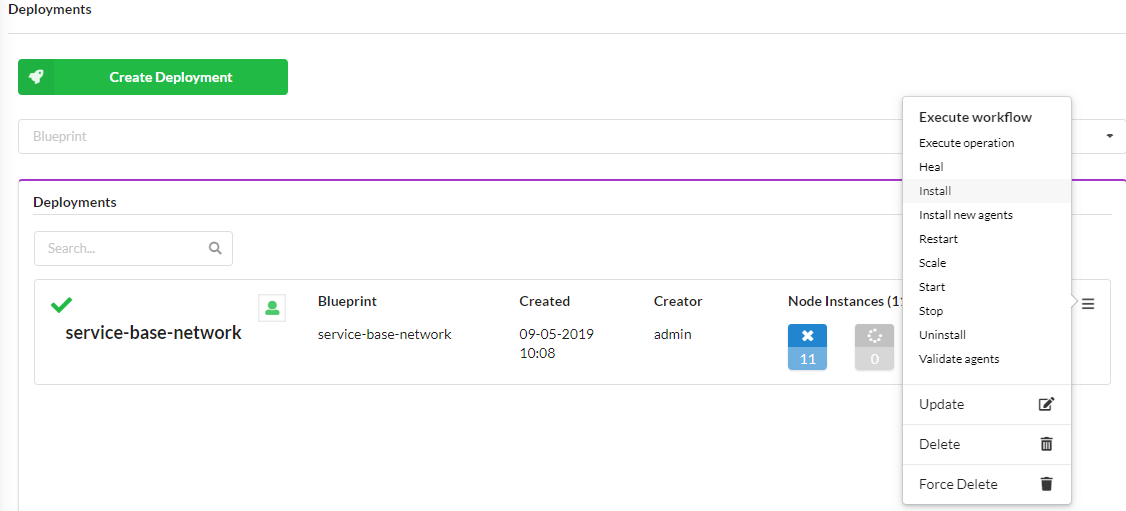 Deployments
Create Deployment
Blueprint
Deployments
Search...
service-base-network
Blueprint
service-base-network
Created
09-05-2019
10:08
Creator
admin
Node Instances (11
11
0
Execute workflow
Execute operation
Heal
Install
Install new agents
Restart
Scale
Start
Stop
Uninstall
Validate agents
Update
Delete
Force Delete